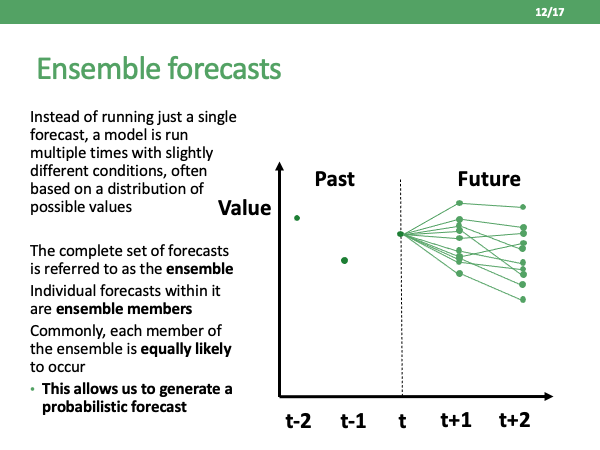 12/17
Ensemble forecasts
Instead of running just a single
forecast, a model is run
multiple times with slightly
different conditions, often
based on a distribution of
possible values
The complete set of forecasts
is referred to as the ensemble
Individual forecasts within it
are ensemble members
Commonly, each member of
the ensemble is equally likely
to occur
• This allows us to generate a
probabilistic forecast
Past
Future
Value
t-2 t-1 t t+1 t+2